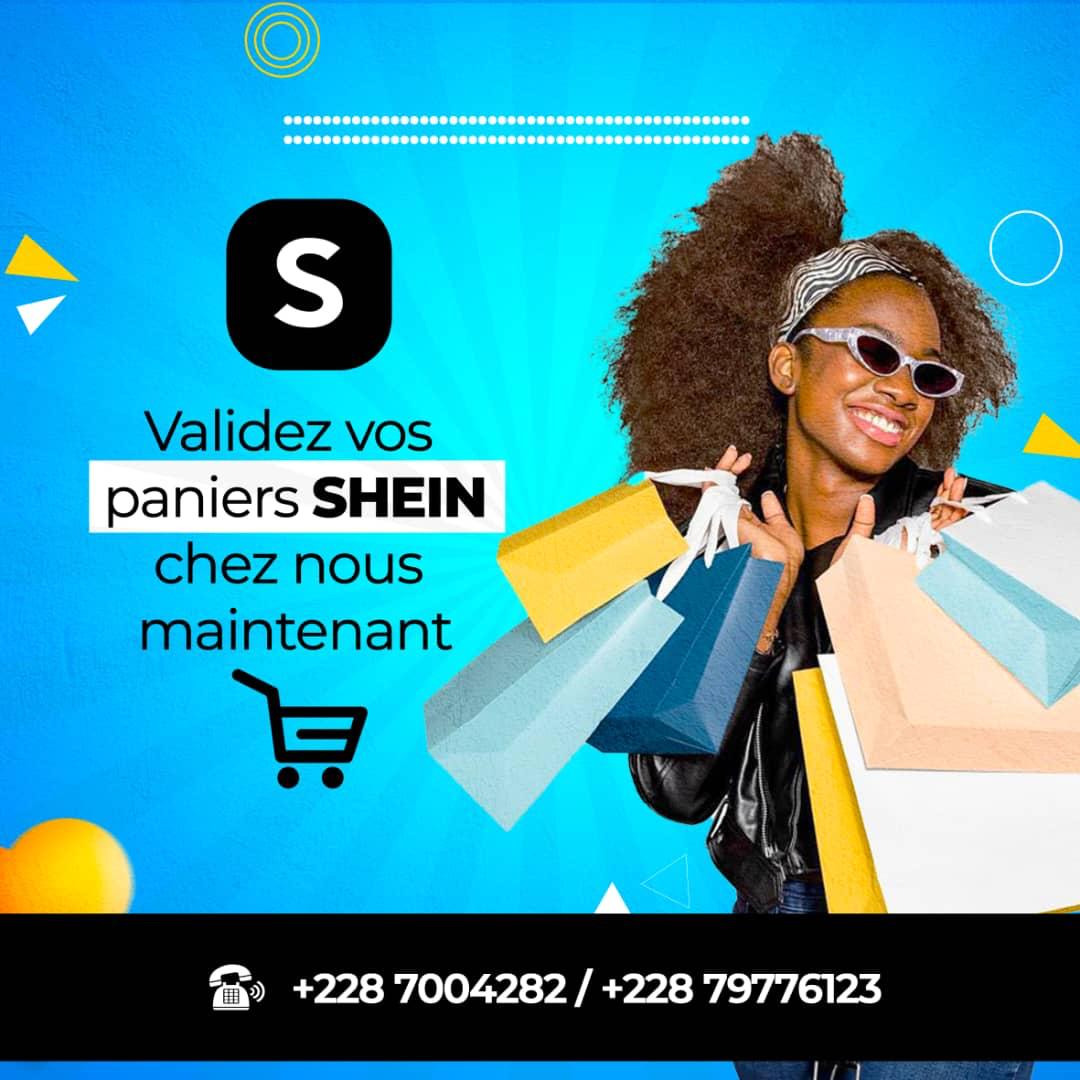 S
Validez vos
paniers SHEIN
chez nous
maintenant
+228 7004282 / +228 79776123